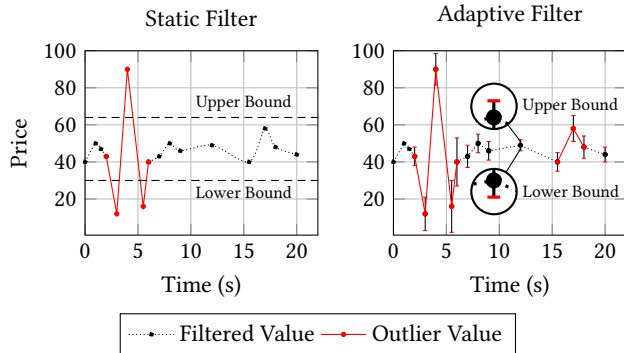 Static Filter
Adaptive Filter
Price
100
80
60
40
20
Upper Bound
Lower Bound
0
5
10
15
20
Time (s)
100
80
60
40
20
Upper Bound
Lower Bound
0
5
10
15
20
Time (s)
Filtered Value Outlier Value